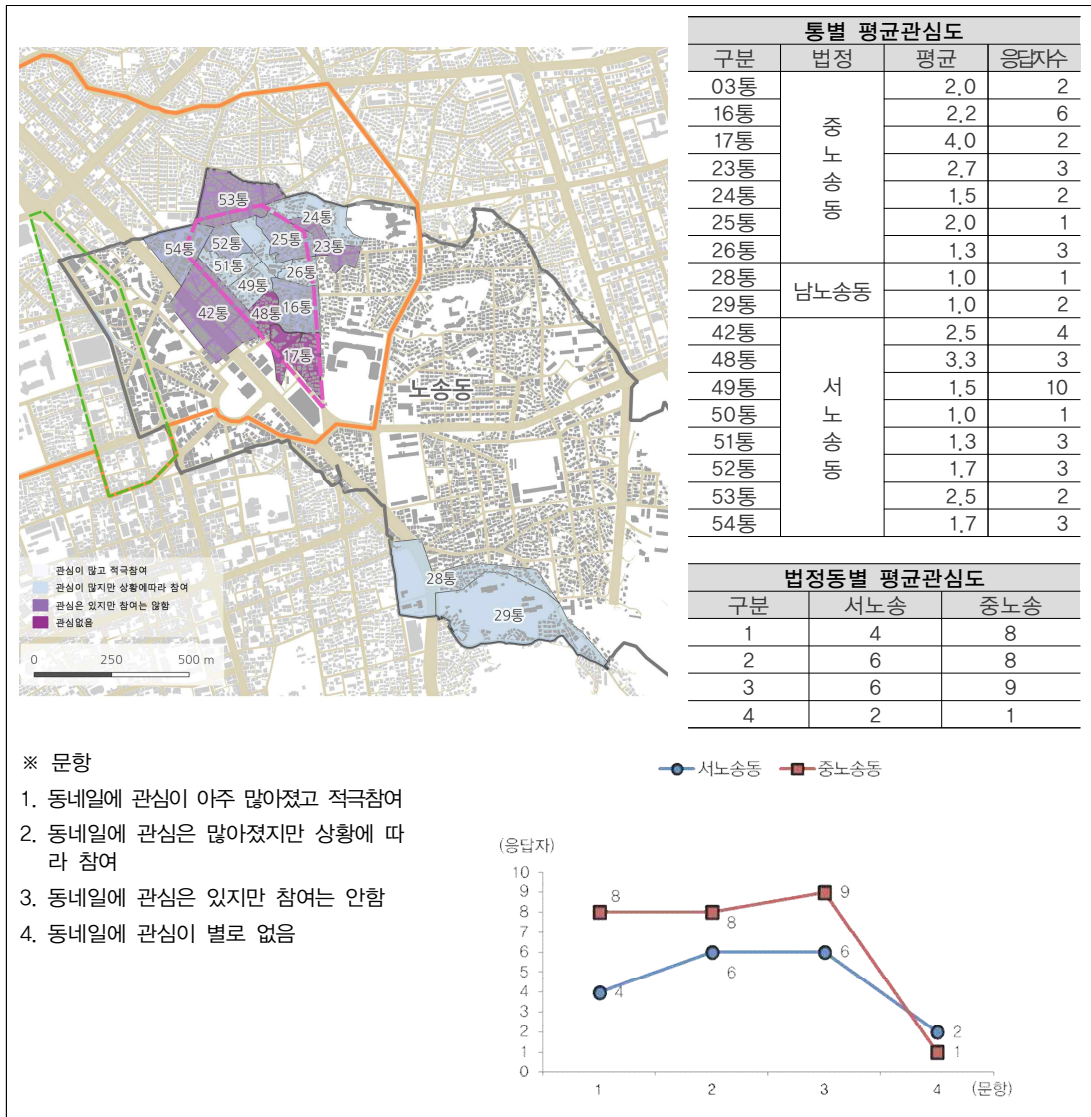 53통
24통
54통
52통
25통
23통
51통
26통
49통
42통
48통
16통
17통
노송동
28통
29통
관심이 많고 적극참여
관심이 많지만 상황에따라 참여
관심은 있지만 참여는 않함
관심없음
0 250 500 m
통별 평균관심도
구분 법정 평균 응답자수
03통 중노송동 2.0 2
16통 2.2 6
17통 4.0 2
23통 2.7 3
24통 1.5 2
25통 2.0 1
26통 1.3 3
28통 남노송동 1.0 1
29통 1.0 2
42통 서노송동 2.5 4
48통 3.3 3
49통 1.5 10
50통 1.0 1
51통 1.3 3
52통 1.7 3
53통 2.5 2
54통 1.7 3
법정동별 평균관심도
구분 서노송 중노송
1 4 8
2 6 8
3 6 9
4 2 1
※ 문항
1. 동네일에 관심이 아주 많아졌고 적극참여
2. 동네일에 관심은 많아졌지만 상황에 따
라 참여
3. 동네일에 관심은 있지만 참여는 안함
4. 동네일에 관심이 별로 없음
서노송동 중노송동
(응답자)
10
9
8
7
6
5
4
3
2
1
0
8 8 9 1
4 6 6 2
1 2 3 4 (문항)